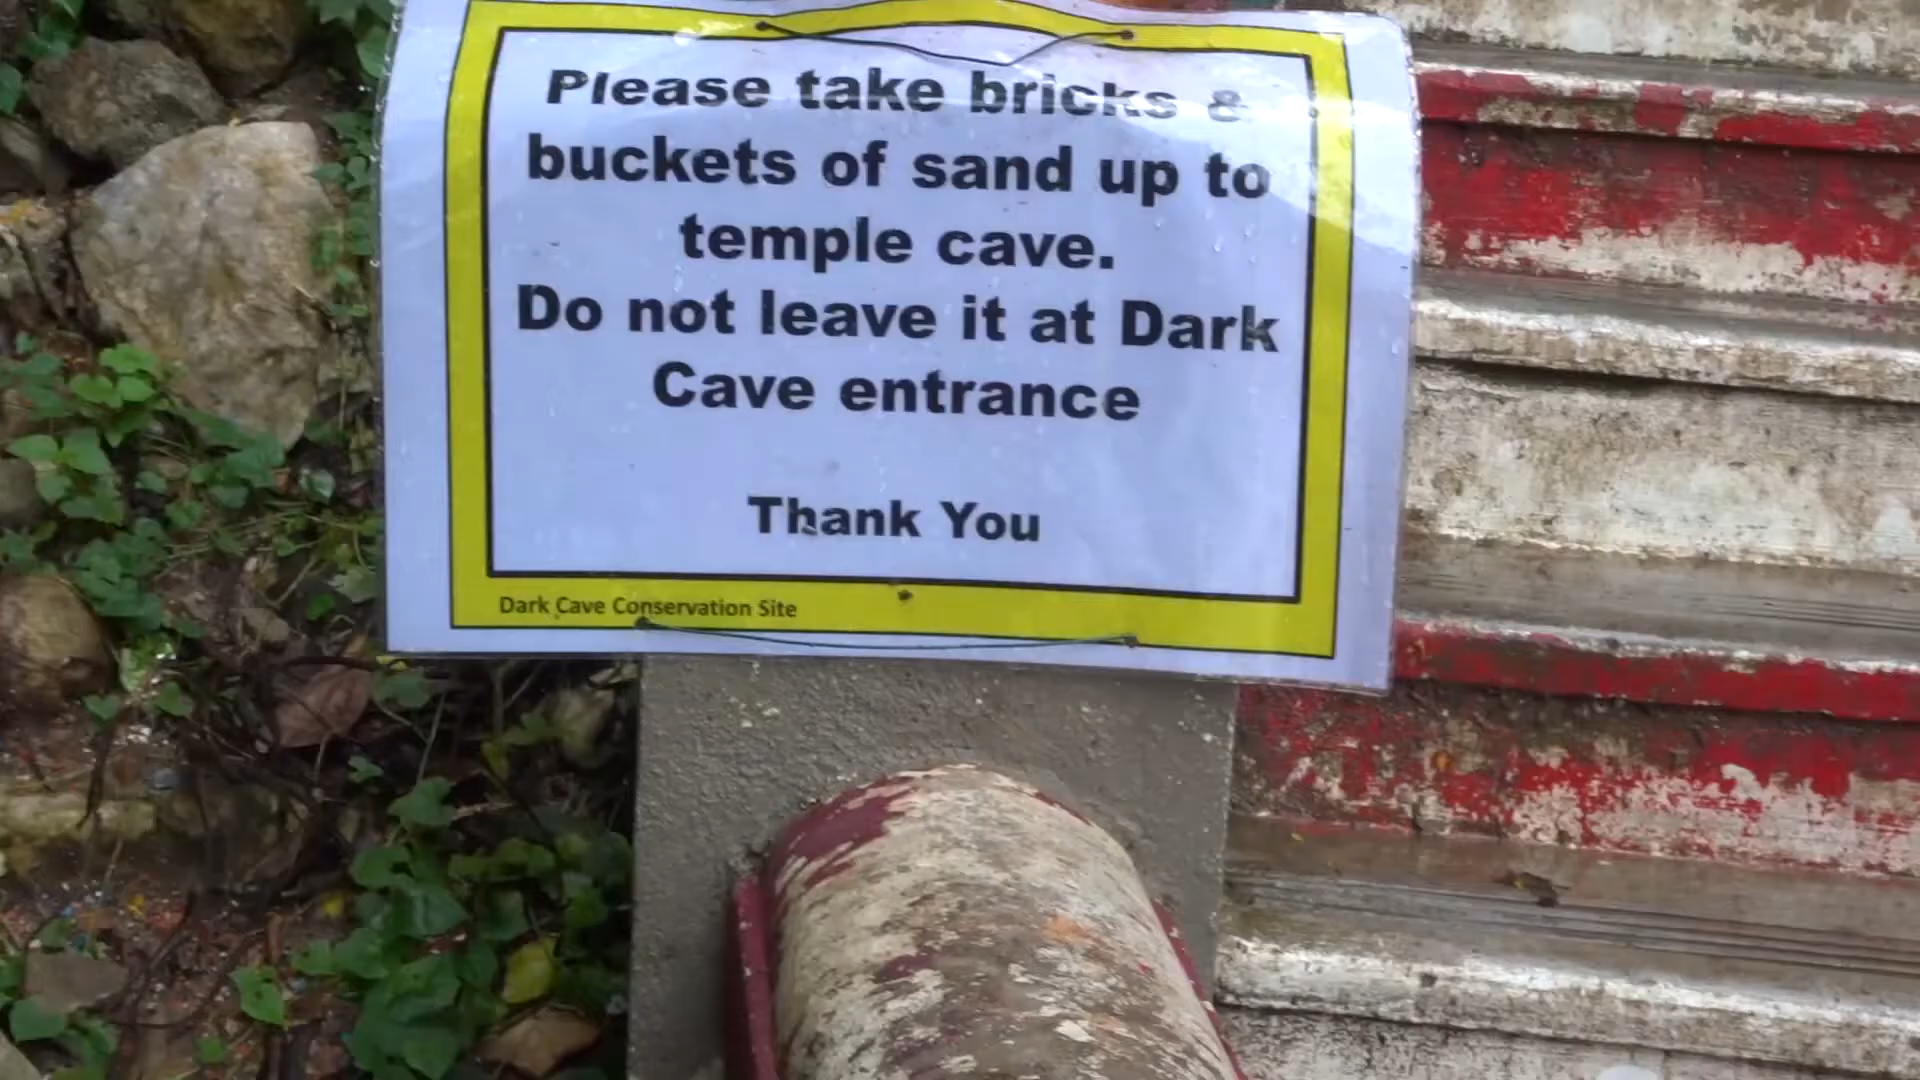 Please take bricks &
buckets of sand up to
temple cave.
Do not leave it at Dark
Cave entrance
Thank You
Dark Cave Conservation Site